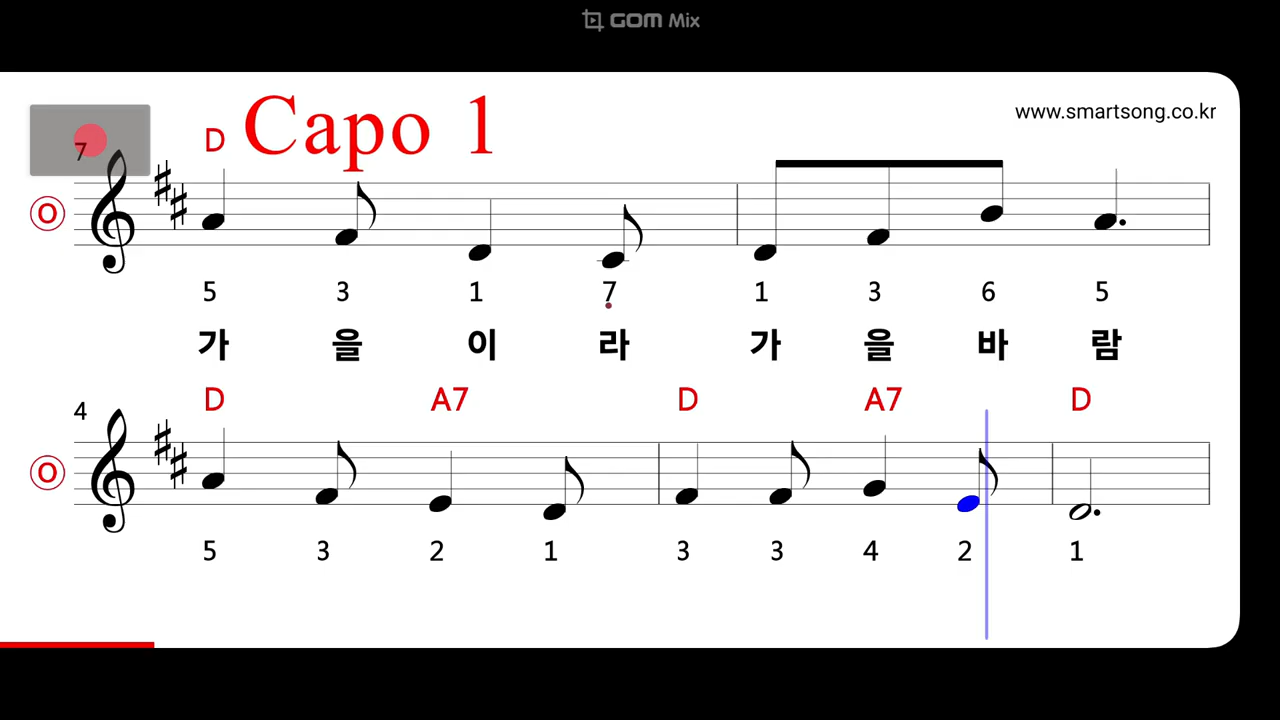 GOM Mix
www.smartsong.co.kr
Capo 1
D
7
O
5 3 1 7 1 3 6 5
가 을 이 라 가 을 바 람
D A7 D A7 D
4
O
5 3 2 1 3 3 4 2 1